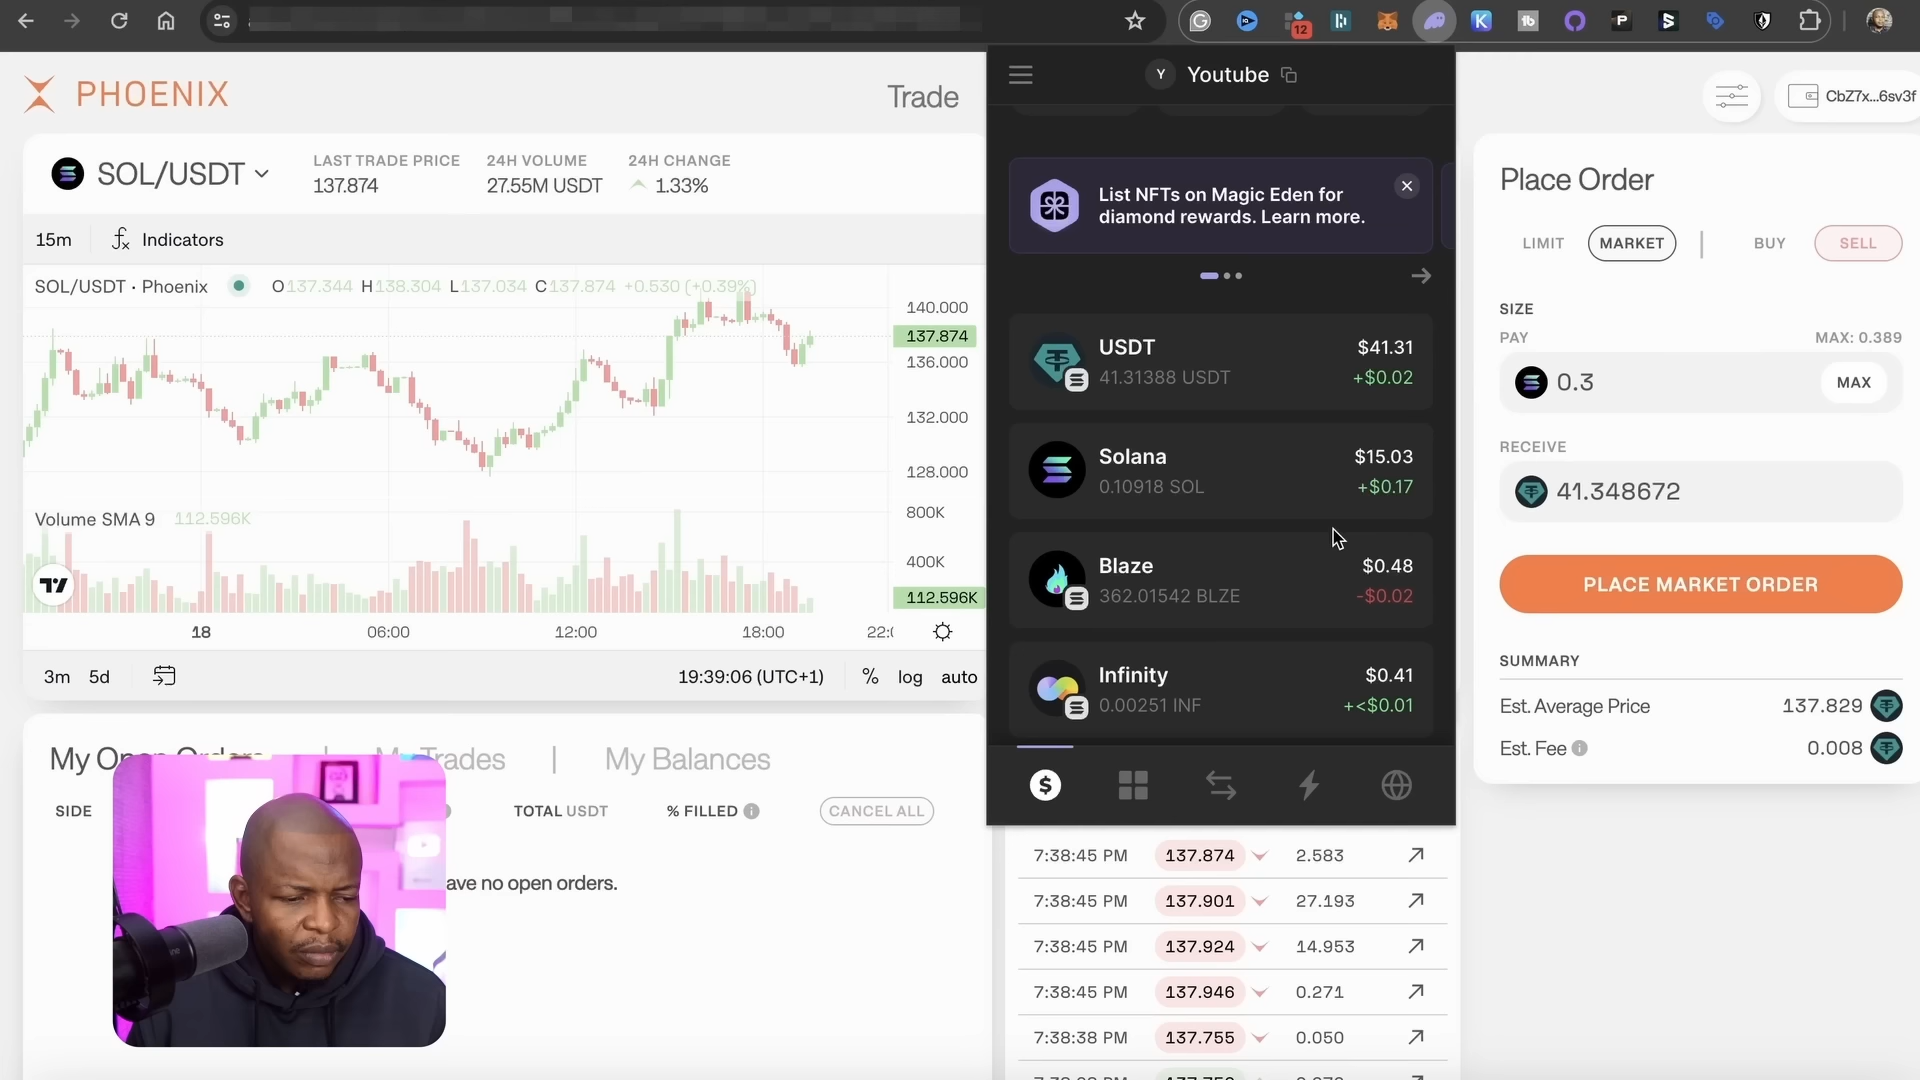 12
K
tb
P
PHOENIX
Trade
SOL/USDT
LAST TRADE PRICE
137.874
24H VOLUME
27.55M USDT
24H CHANGE
1.33%
15m
Indicators
SOL/USDT · Phoenix
O137.344 H138.304 L137.034 C137.874 +0.530 (+0.39%)
140.000
137.874
136.000
132.000
128.000
Volume SMA 9 112.596K
800K
400K
112.596K
18
06:00
12:00
18:00
3m 5d
19:39:06 (UTC+1)
% log auto
My Open Orders | My Trades | My Balances
SIDE
TOTAL USDT
% FILLED
CANCEL ALL
ave no open orders.
Y Youtube
List NFTs on Magic Eden for
diamond rewards. Learn more.
USDT $41.31
41.31388 USDT +$0.02
Solana $15.03
0.10918 SOL +$0.17
Blaze $0.48
362.01542 BLZE -$0.02
Infinity $0.41
0.00251 INF +<$0.01
7:38:45 PM 137.874 2.583
7:38:45 PM 137.901 27.193
7:38:45 PM 137.924 14.953
7:38:45 PM 137.946 0.271
7:38:38 PM 137.755 0.050
CbZ7x...6sv3f
Place Order
LIMIT MARKET | BUY SELL
SIZE
PAY MAX: 0.389
0.3 MAX
RECEIVE
41.348672
PLACE MARKET ORDER
SUMMARY
Est. Average Price 137.829
Est. Fee 0.008